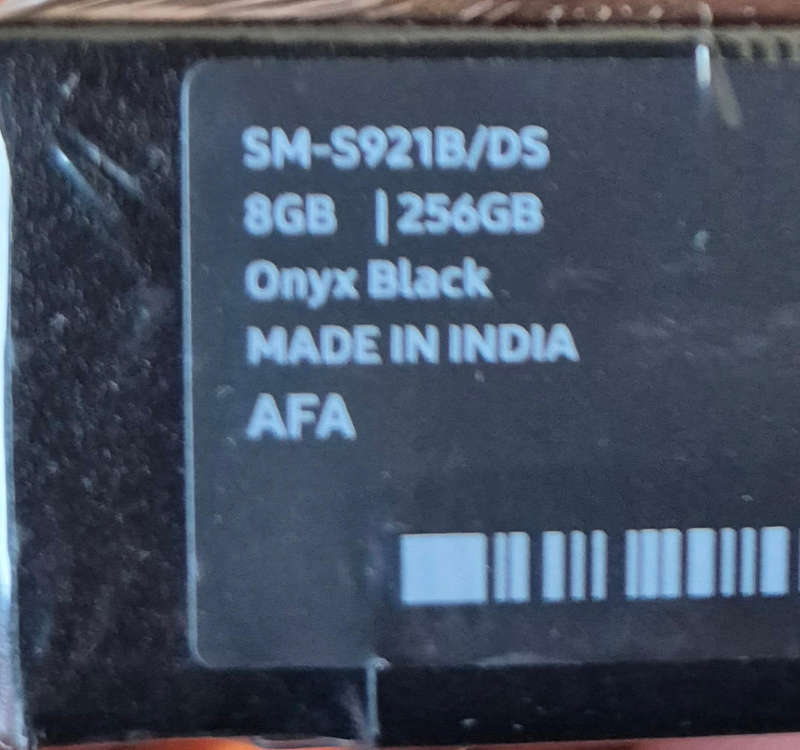 SM-S921B/DS
8GB | 256GB
Onyx Black
MADE IN INDIA
AFA